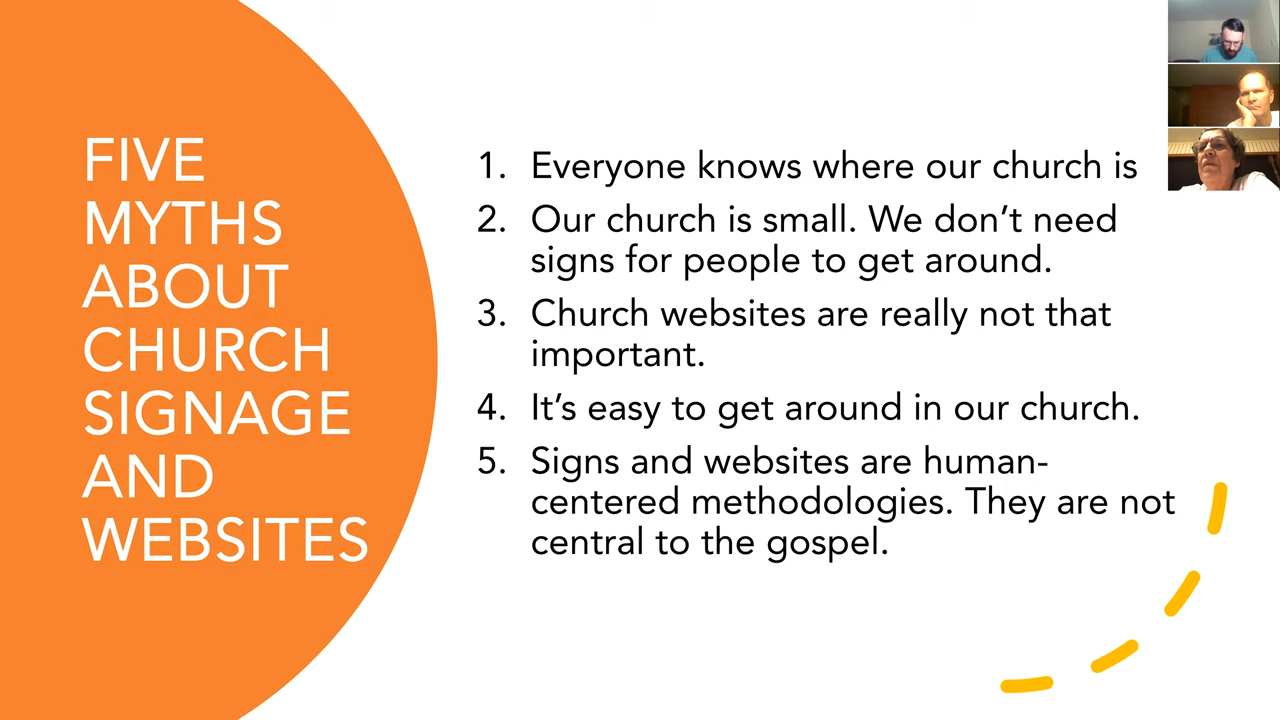 FIVE
MYTHS
ABOUT
CHURCH
SIGNAGE
AND
WEBSITES
1. Everyone knows where our church is
2. Our church is small. We don’t need
signs for people to get around.
3. Church websites are really not that
important.
4. It’s easy to get around in our church.
5. Signs and websites are human-
centered methodologies. They are not
central to the gospel.